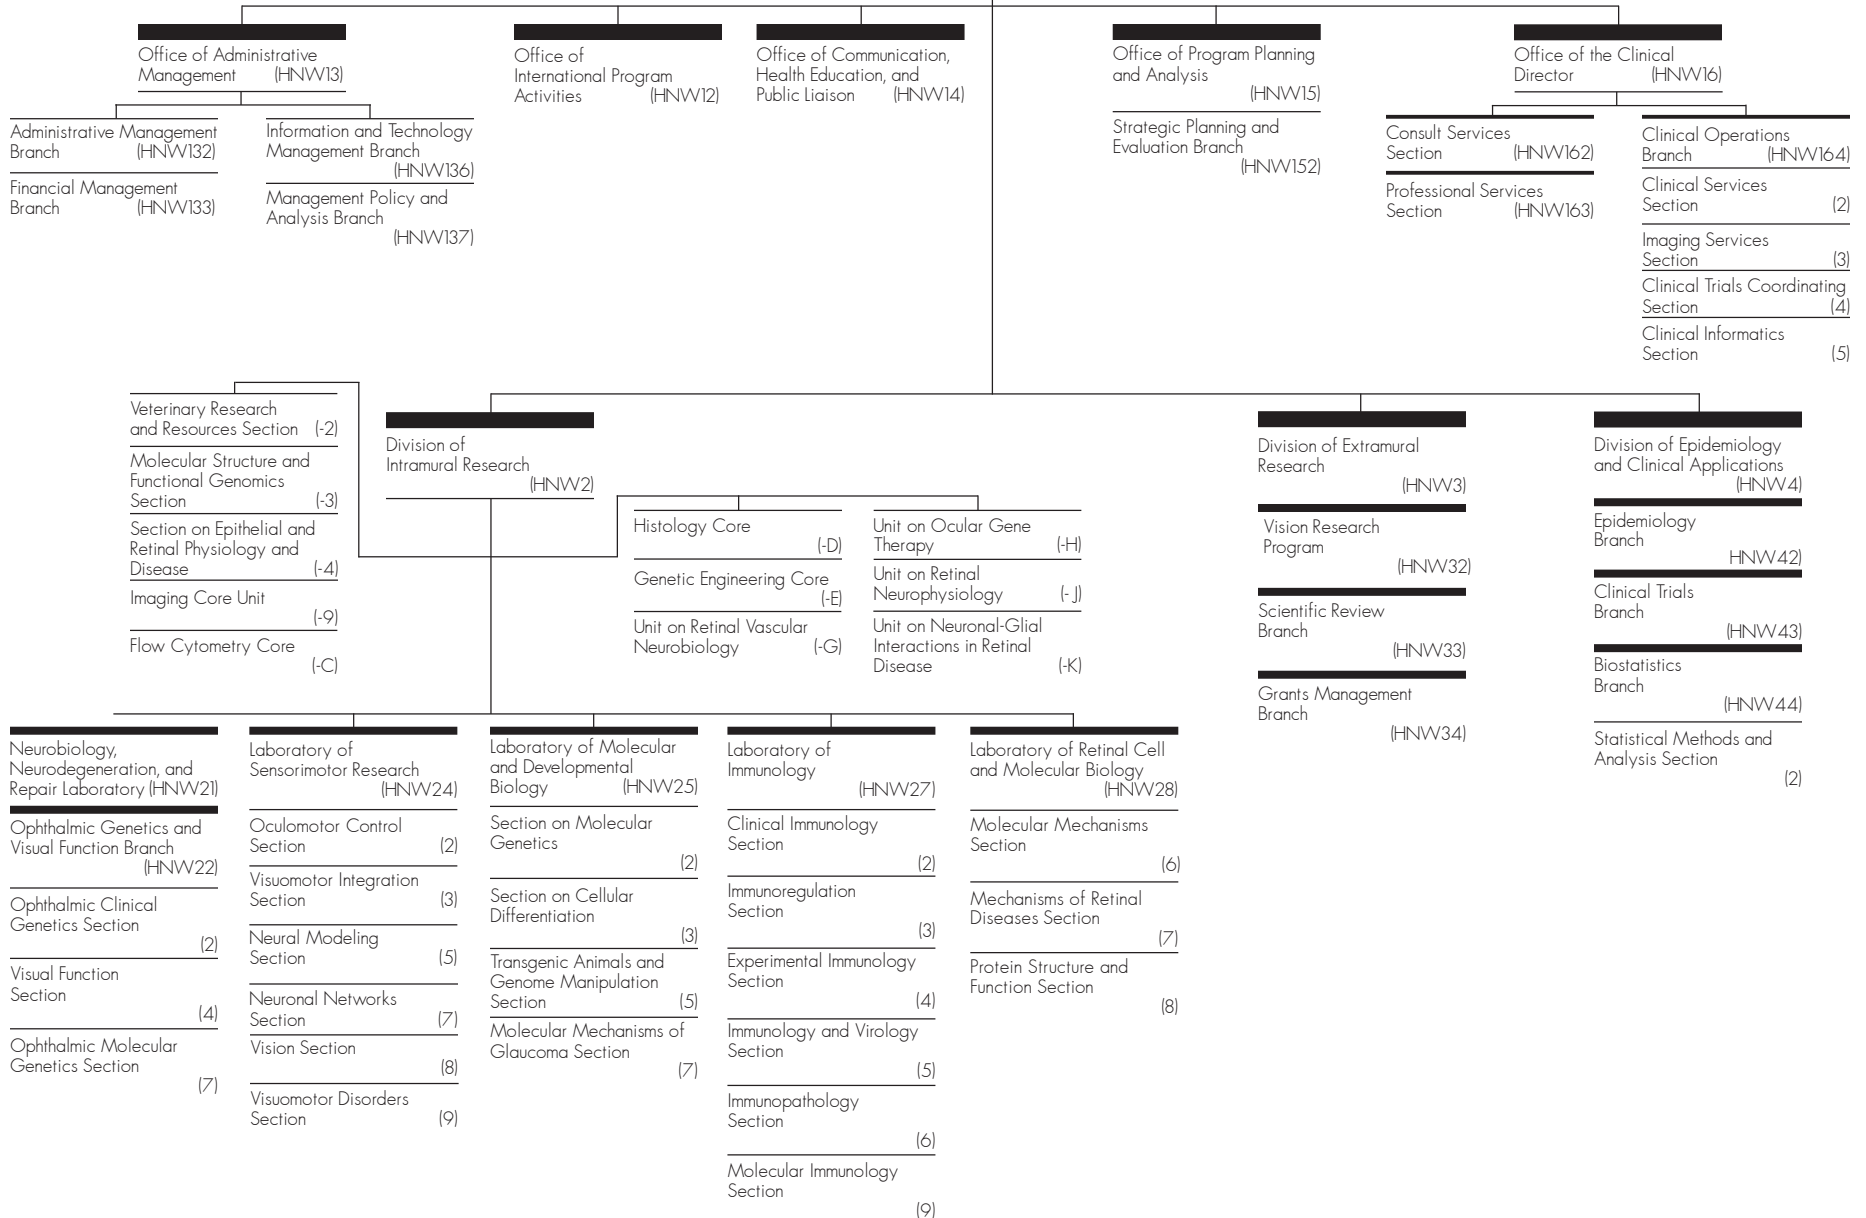 Office of Administrative
Management (HNW13)
Administrative Management
Branch (HNW132)
Financial Management
Branch (HNW133)
Information and Technology
Management Branch
(HNW136)
Management Policy and
Analysis Branch
(HNW137)
Office of
International Program
Activities (HNW12)
Office of Communication,
Health Education, and
Public Liaison (HNW14)
Office of Program Planning
and Analysis
(HNW15)
Strategic Planning and
Evaluation Branch
(HNW152)
Office of the Clinical
Director (HNW16)
Consult Services
Section (HNW162)
Professional Services
Section (HNW163)
Clinical Operations
Branch (HNW164)
Clinical Services
Section (2)
Imaging Services
Section (3)
Clinical Trials Coordinating
Section (4)
Clinical Informatics
Section (5)
Veterinary Research
and Resources Section (-2)
Molecular Structure and
Functional Genomics
Section (-3)
Section on Epithelial and
Retinal Physiology and
Disease (-4)
Imaging Core Unit
(-9)
Flow Cytometry Core
(-C)
Division of
Intramural Research
(HNW2)
Histology Core
(-D)
Genetic Engineering Core
(-E)
Unit on Retinal Vascular
Neurobiology (-G)
Unit on Ocular Gene
Therapy (-H)
Unit on Retinal
Neurophysiology (-J)
Unit on Neuronal-Glial
Interactions in Retinal
Disease (-K)
Division of Extramural
Research
(HNW3)
Vision Research
Program
(HNW32)
Scientific Review
Branch
(HNW33)
Grants Management
Branch
(HNW34)
Division of Epidemiology
and Clinical Applications
(HNW4)
Epidemiology
Branch
HNW42)
Clinical Trials
Branch
(HNW43)
Biostatistics
Branch
(HNW44)
Statistical Methods and
Analysis Section
(2)
Neurobiology,
Neurodegeneration, and
Repair Laboratory (HNW21)
Ophthalmic Genetics and
Visual Function Branch
(HNW22)
Ophthalmic Clinical
Genetics Section
(2)
Visual Function
Section
(4)
Ophthalmic Molecular
Genetics Section
(7)
Laboratory of
Sensorimotor Research
(HNW24)
Oculomotor Control
Section (2)
Visuomotor Integration
Section (3)
Neural Modeling
Section (5)
Neuronal Networks
Section (7)
Vision Section
(8)
Visuomotor Disorders
Section (9)
Laboratory of Molecular
and Developmental
Biology (HNW25)
Section on Molecular
Genetics
(2)
Section on Cellular
Differentiation
(3)
Transgenic Animals and
Genome Manipulation
Section (5)
Molecular Mechanisms of
Glaucoma Section
(7)
Laboratory of
Immunology
(HNW27)
Clinical Immunology
Section
(2)
Immunoregulation
Section
(3)
Experimental Immunology
Section
(4)
Immunology and Virology
Section
(5)
Immunopathology
Section
(6)
Molecular Immunology
Section
(9)
Laboratory of Retinal Cell
and Molecular Biology
(HNW28)
Molecular Mechanisms
Section
(6)
Mechanisms of Retinal
Diseases Section
(7)
Protein Structure and
Function Section
(8)